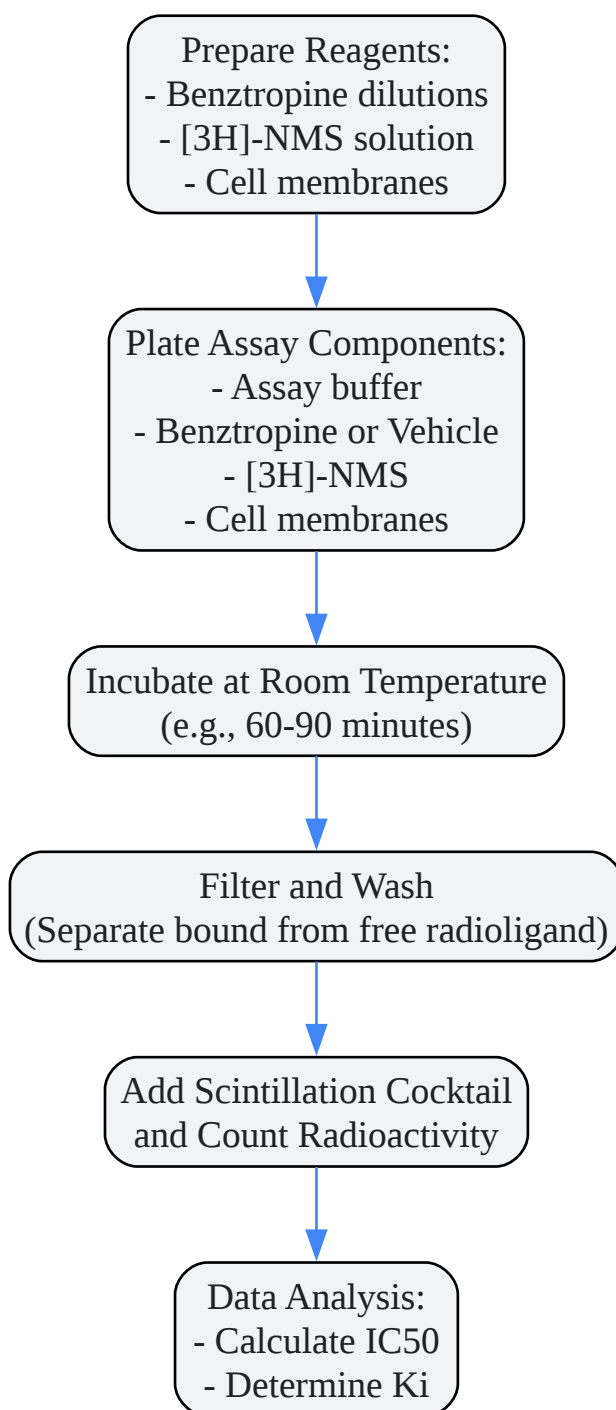 Prepare Reagents:
- Benztropine dilutions
- [3H]-NMS solution
- Cell membranes
Plate Assay Components:
- Assay buffer
- Benztropine or Vehicle
- [3H]-NMS
- Cell membranes
Incubate at Room Temperature
(e.g., 60-90 minutes)
Filter and Wash
(Separate bound from free radioligand)
Add Scintillation Cocktail
and Count Radioactivity
Data Analysis:
- Calculate IC50
- Determine Ki